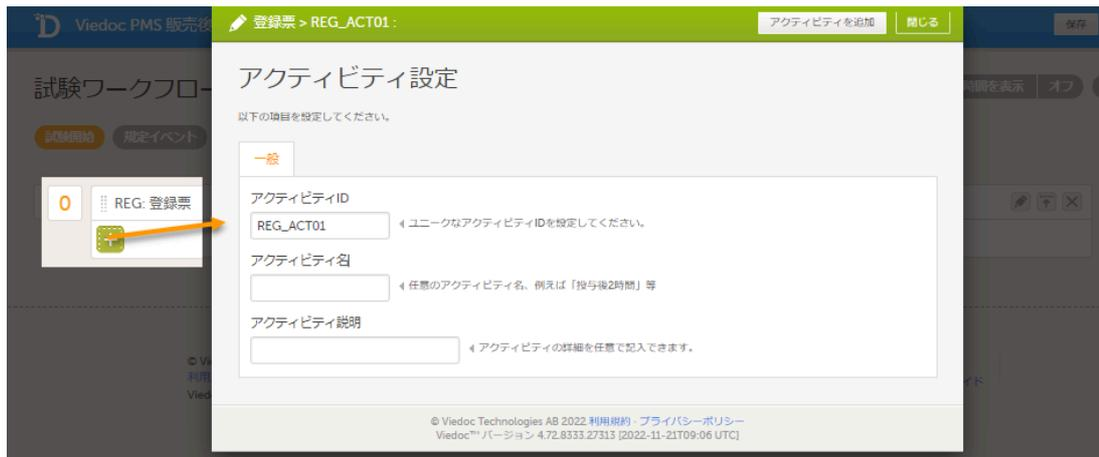 Viedoc PMS 販売後
登録票 > REG_ACT01 :
アクティビティを追加
閉じる
保存
試験ワークフロー
アクティビティ設定
時間を表示
オフ
以下の項目を設定してください。
試験開始
規定イベント
一般
アクティビティID
0
REG: 登録票
REG_ACT01
ユニークなアクティビティIDを設定してください。
アクティビティ名
任意のアクティビティ名、例えば「投与後2時間」等
アクティビティ説明
アクティビティの詳細を任意で記入できます。
© Vi
利用
イド
Vied
© Viedoc Technologies AB 2022 利用規約 · プライバシーポリシー
Viedoc™ バージョン 4.72.8333.27313 [2022-11-21T09:06 UTC]